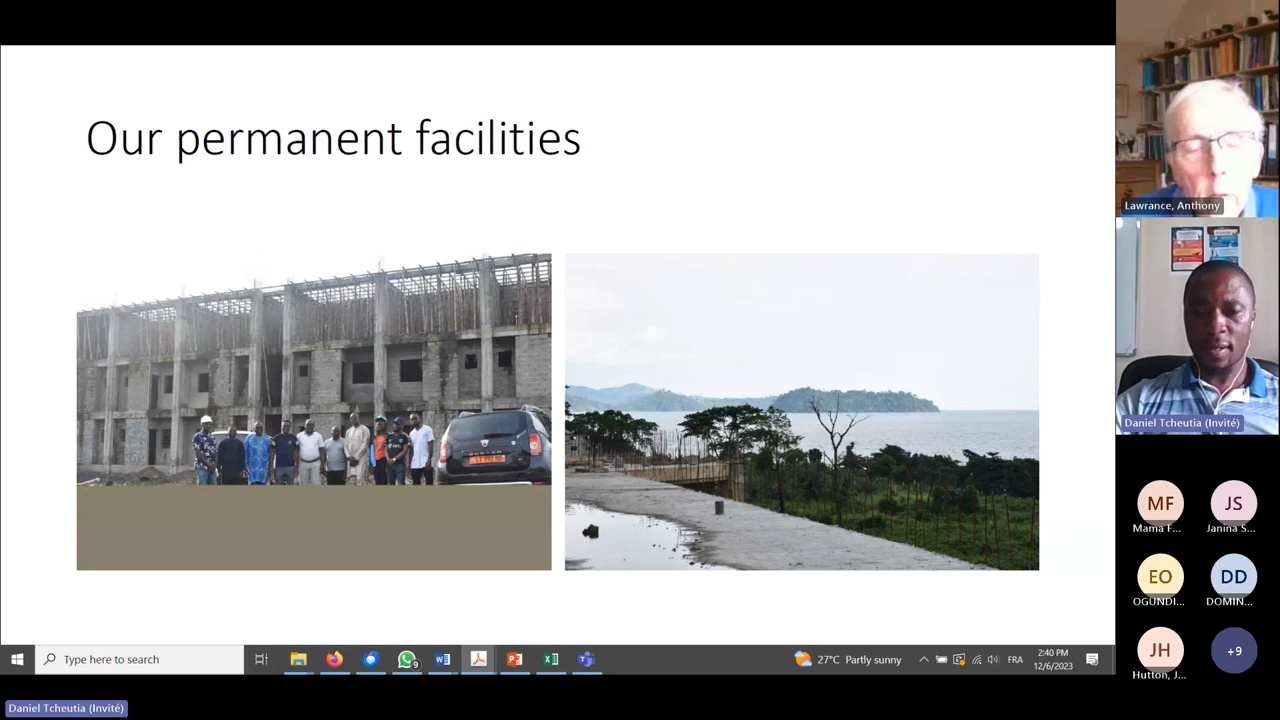 Our permanent facilities
Lawrance, Anthony
Daniel Tcheutia (Invité)
MF
JS
Mama F...
Janina S...
EO
DD
OGUNDI...
DOMIN...
JH
+9
Hutton, J...
Type here to search
9
27°C Partly sunny
FRA
2:40 PM
12/6/2023
Daniel Tcheutia (Invité)